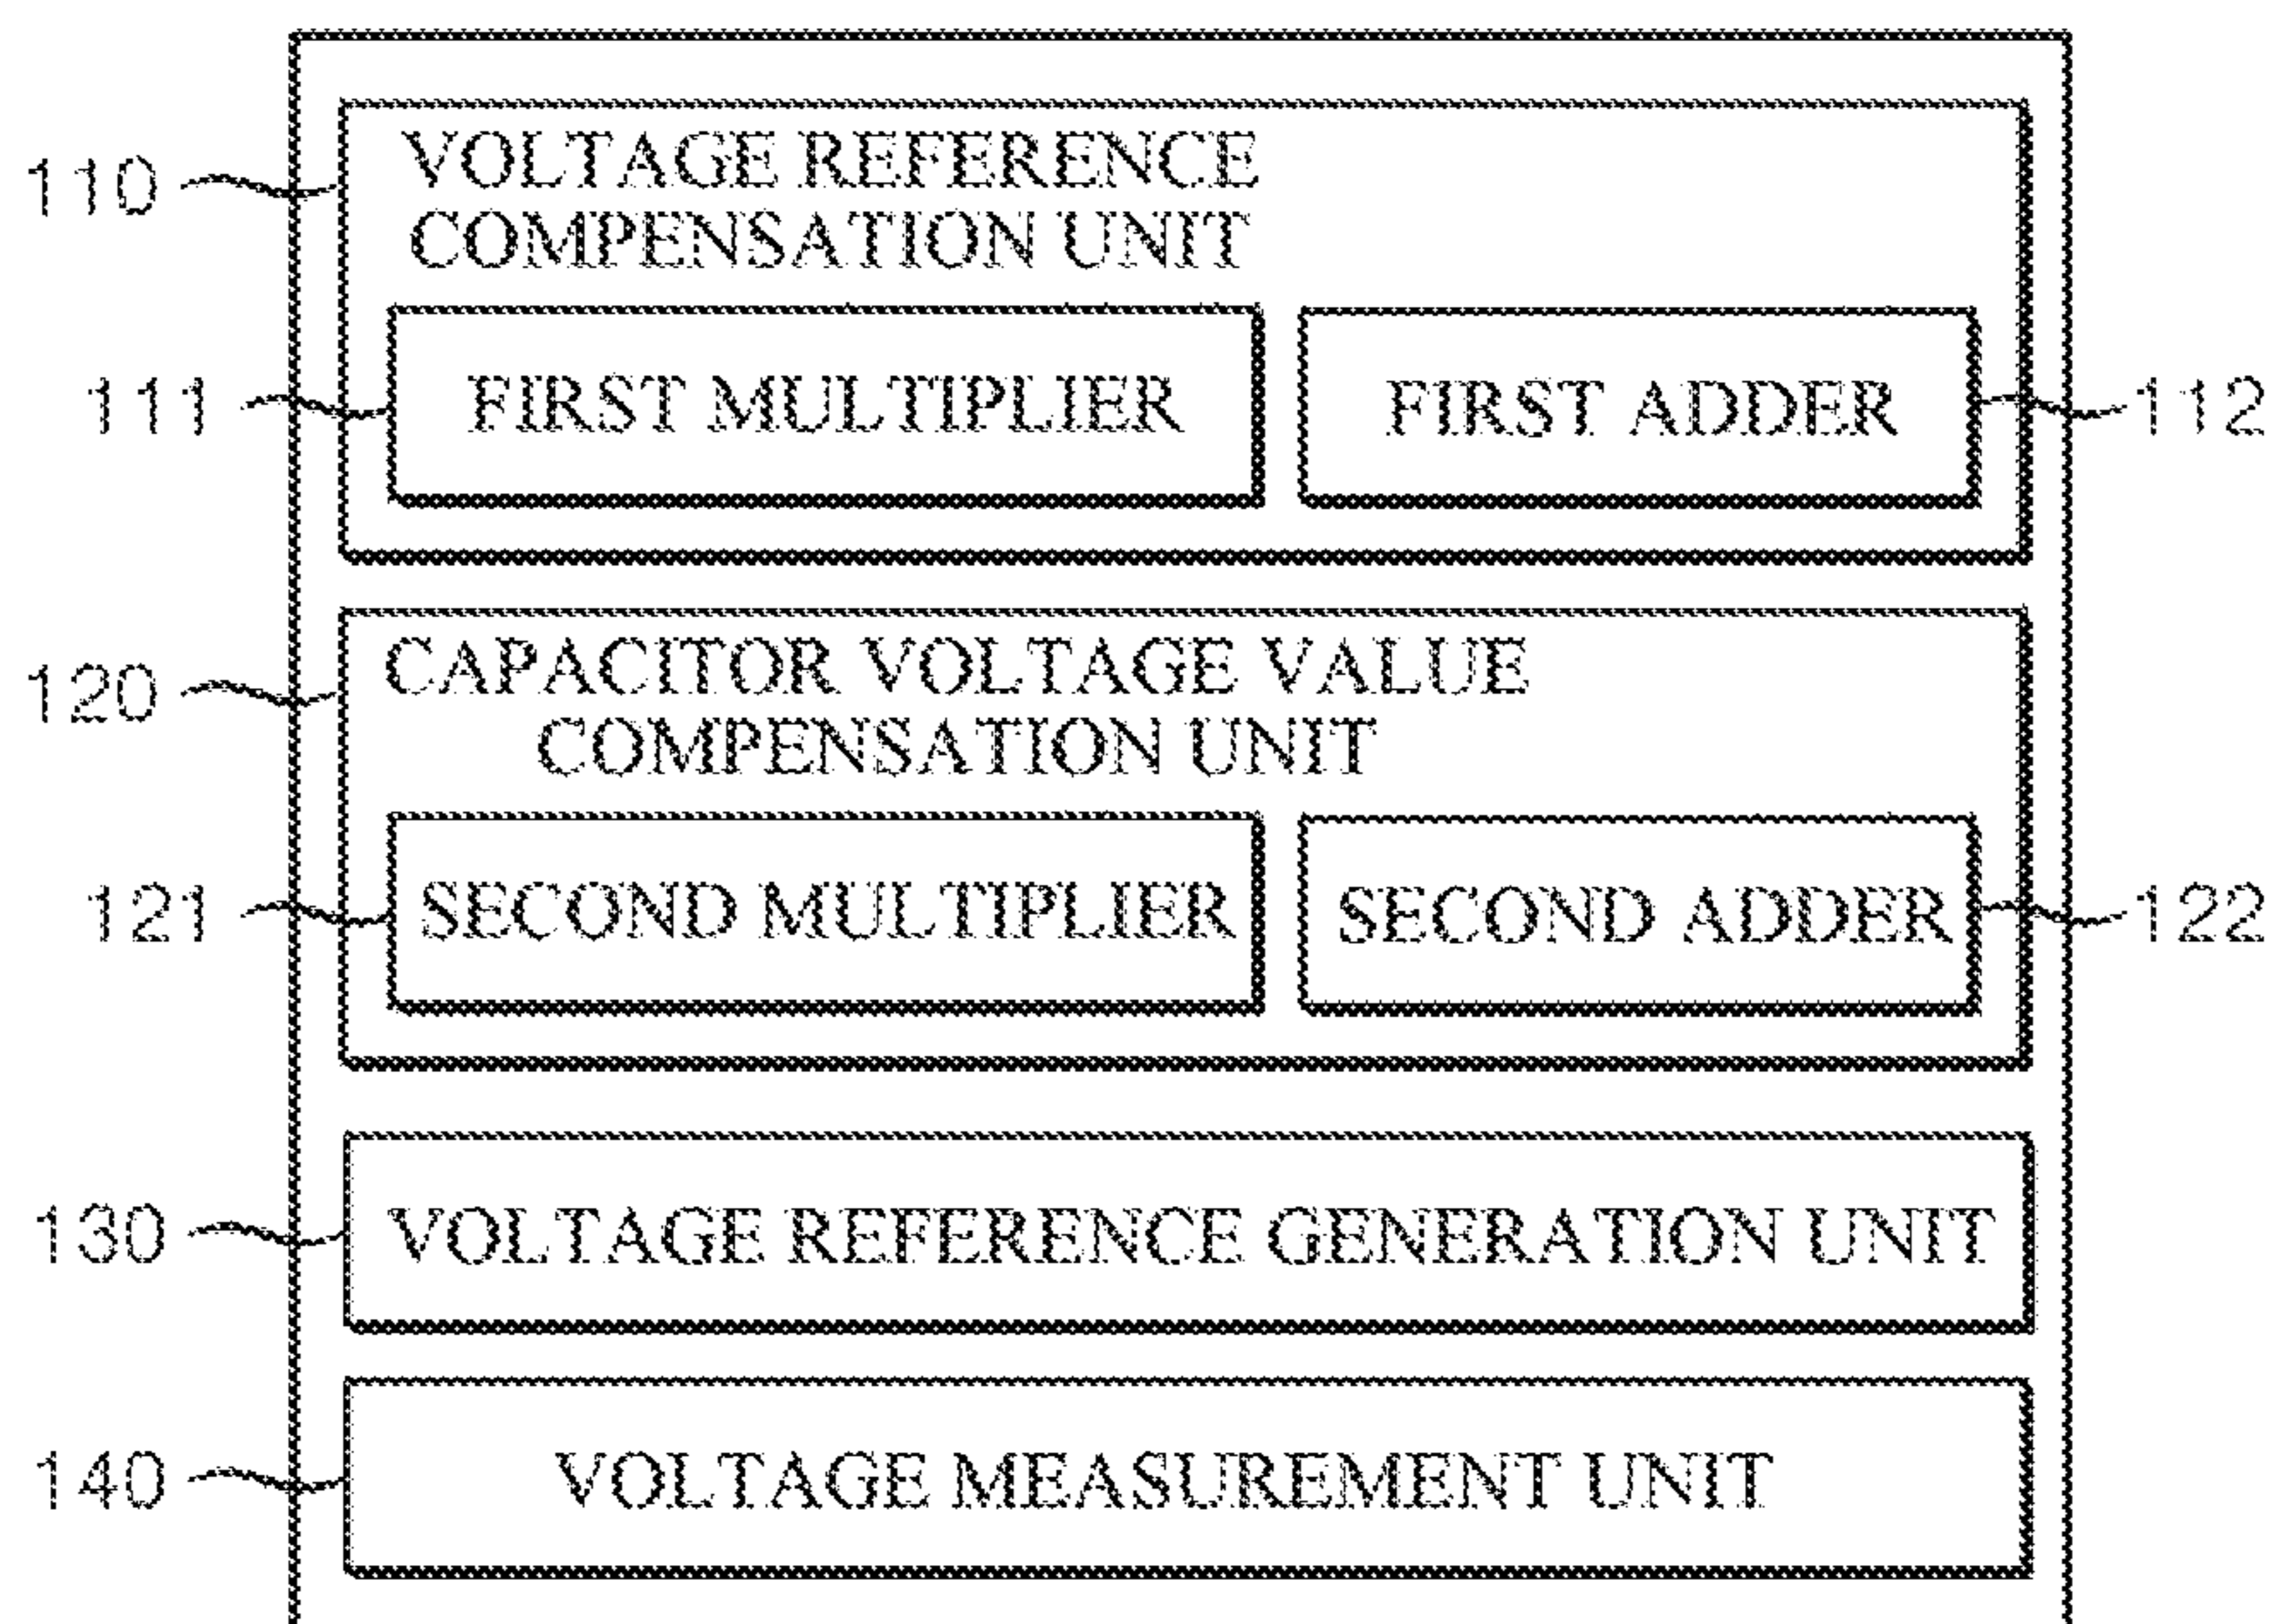 110
VOLTAGE REFERENCE
COMPENSATION UNIT
111
FIRST MULTIPLIER
FIRST ADDER
112
120
CAPACITOR VOLTAGE VALUE
COMPENSATION UNIT
121
SECOND MULTIPLIER
SECOND ADDER
122
130
VOLTAGE REFERENCE GENERATION UNIT
140
VOLTAGE MEASUREMENT UNIT